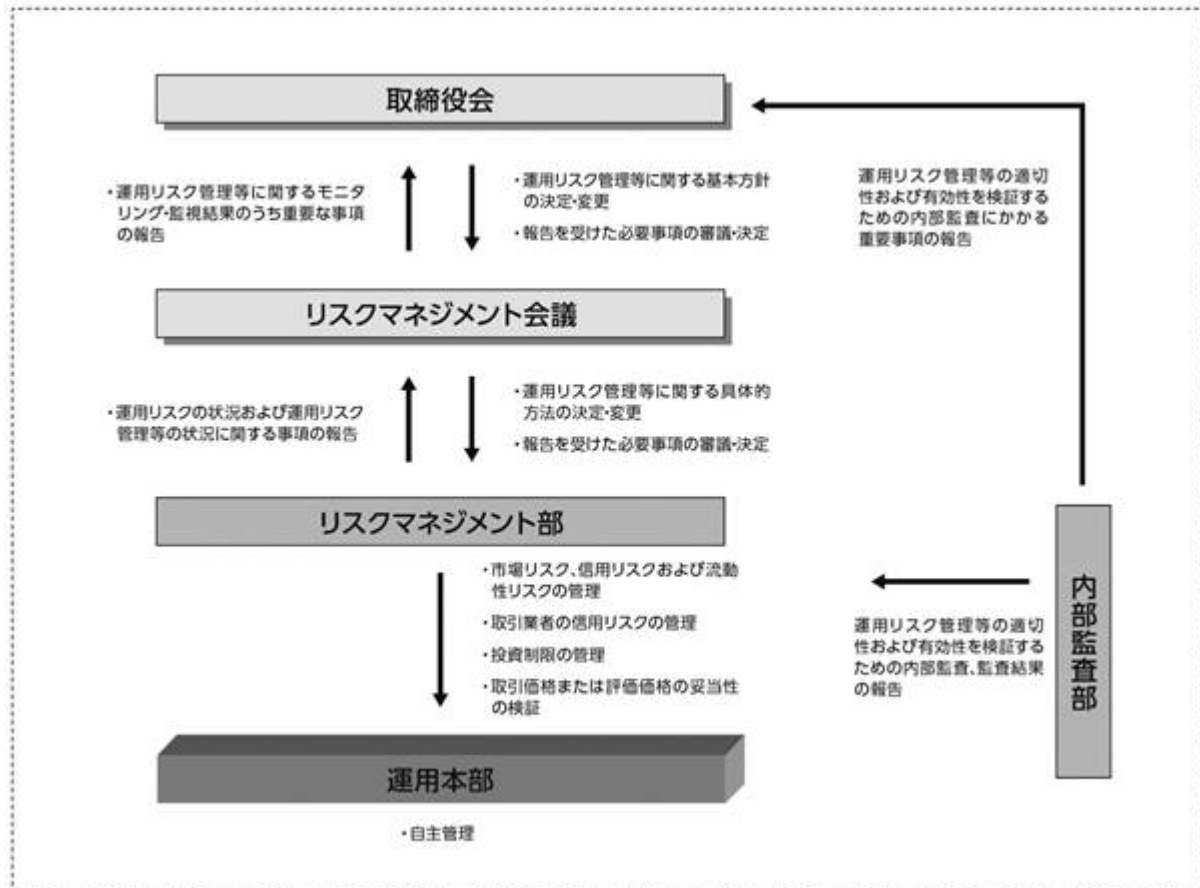 取締役会
・運用リスク管理等に関するモニタ
リング・監視結果のうち重要な事項
の報告
・運用リスク管理等に関する基本方針
の決定・変更
・報告を受けた必要事項の審議・決定
運用リスク管理等の適切
性および有効性を検証する
ための内部監査にかかる
重要事項の報告
リスクマネジメント会議
・運用リスクの状況および運用リスク
管理等の状況に関する事項の報告
・運用リスク管理等に関する具体的
方法の決定・変更
・報告を受けた必要事項の審議・決定
リスクマネジメント部
・市場リスク、信用リスクおよび流動
性リスクの管理
・取引業者の信用リスクの管理
・投資制限の管理
・取引価格または評価価格の妥当性
の検証
運用リスク管理等の適切
性および有効性を検証する
ための内部監査、監査結果
の報告
内部監査部
運用本部
・自主管理